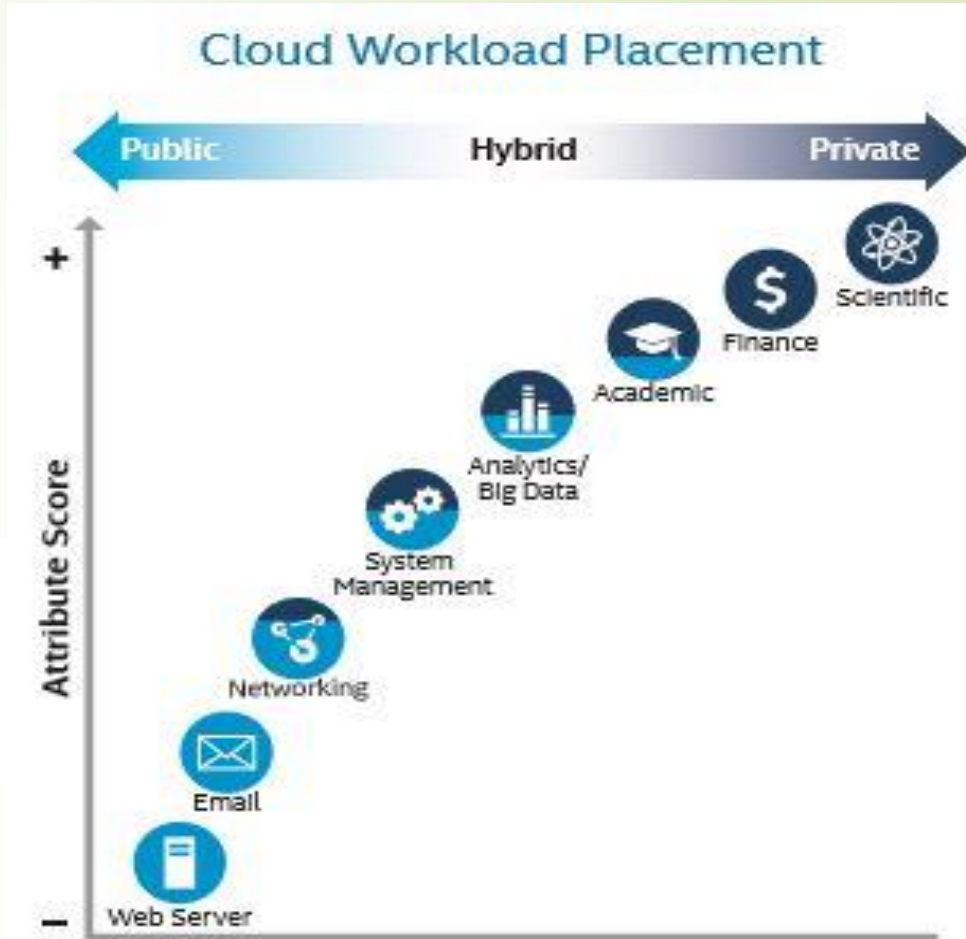 Cloud Workload Placement
Public Hybrid Private
+
Scientific
Finance
Academic
Analytics/
Big Data
System
Management
Networking
Email
Web Server
−
Attribute Score
$